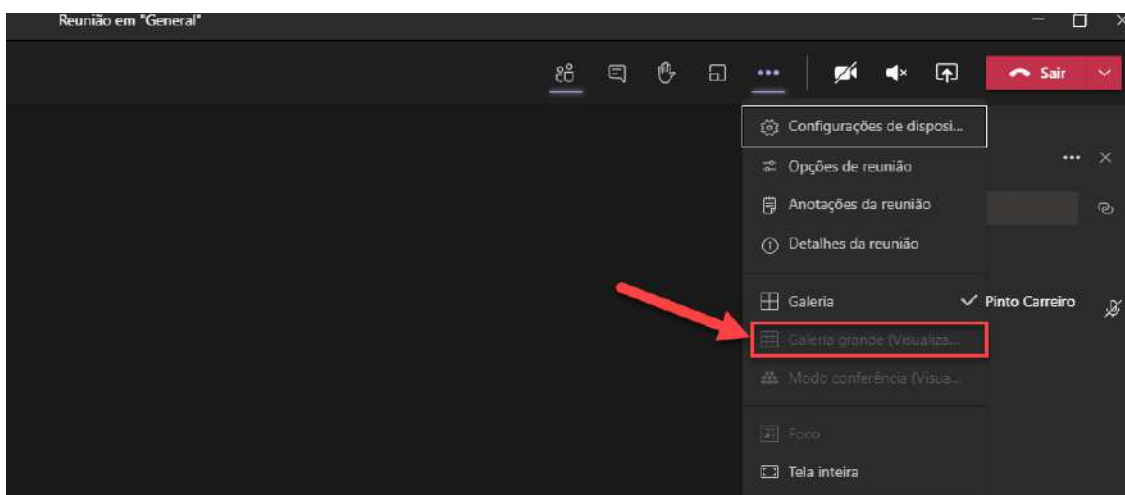 Reunião em "General"
Sair
Configurações de disposi...
Opções de reunião
Anotações da reunião
Detalhes da reunião
Galeria
Pinto Carreiro
Galeria grande (Visualiza...
Modo conferência (Visua...
Foco
Tela inteira